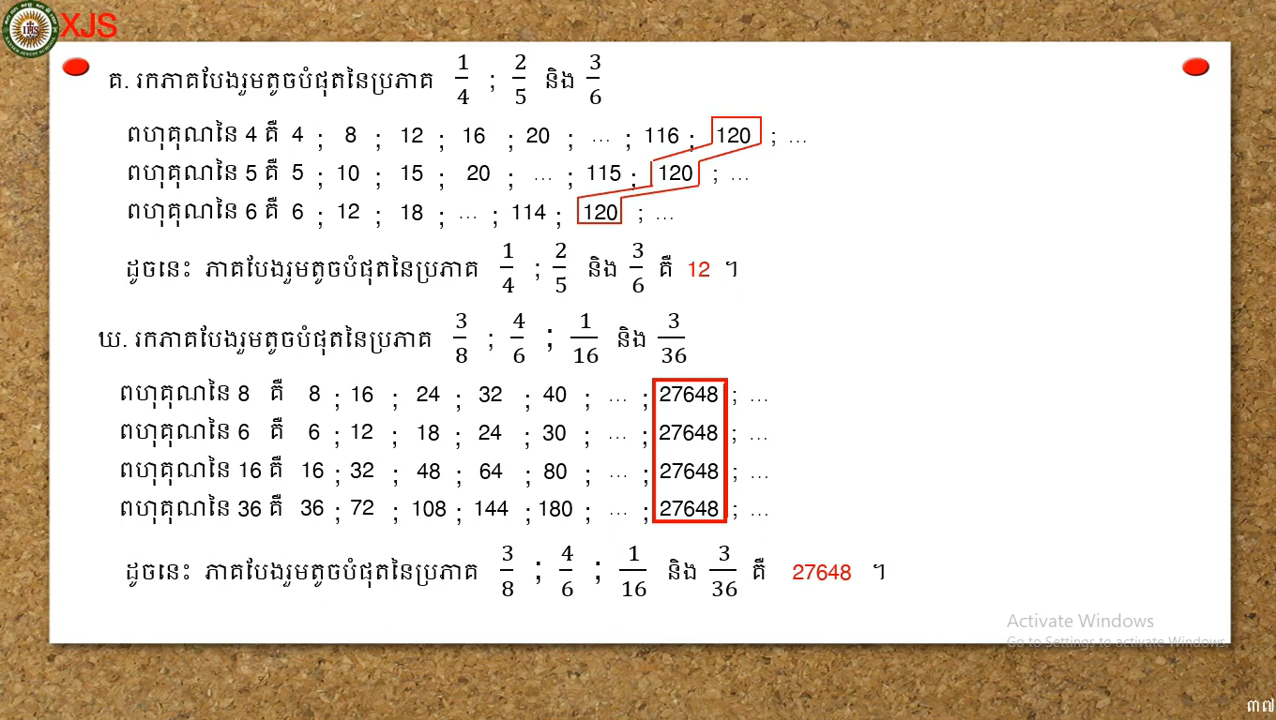 XJS
គ. រកភាគបែងរួមតូចបំផុតនៃប្រភាគ 1/4 ; 2/5 និង 3/6
ពហុគុណនៃ 4 គឺ 4 ; 8 ; 12 ; 16 ; 20 ; ... ; 116 ; 120 ; ...
ពហុគុណនៃ 5 គឺ 5 ; 10 ; 15 ; 20 ; ... ; 115 ; 120 ; ...
ពហុគុណនៃ 6 គឺ 6 ; 12 ; 18 ; ... ; 114 ; 120 ; ...
ដូចនេះ ភាគបែងរួមតូចបំផុតនៃប្រភាគ 1/4 ; 2/5 និង 3/6 គឺ 12 ។
ឃ. រកភាគបែងរួមតូចបំផុតនៃប្រភាគ 3/8 ; 4/6 ; 1/16 និង 3/36
ពហុគុណនៃ 8 គឺ 8 ; 16 ; 24 ; 32 ; 40 ; ... ; 27648 ; ...
ពហុគុណនៃ 6 គឺ 6 ; 12 ; 18 ; 24 ; 30 ; ... ; 27648 ; ...
ពហុគុណនៃ 16 គឺ 16 ; 32 ; 48 ; 64 ; 80 ; ... ; 27648 ; ...
ពហុគុណនៃ 36 គឺ 36 ; 72 ; 108 ; 144 ; 180 ; ... ; 27648 ; ...
ដូចនេះ ភាគបែងរួមតូចបំផុតនៃប្រភាគ 3/8 ; 4/6 ; 1/16 និង 3/36 គឺ 27648 ។
Activate Windows
Go to Settings to activate Windows.
៣៧